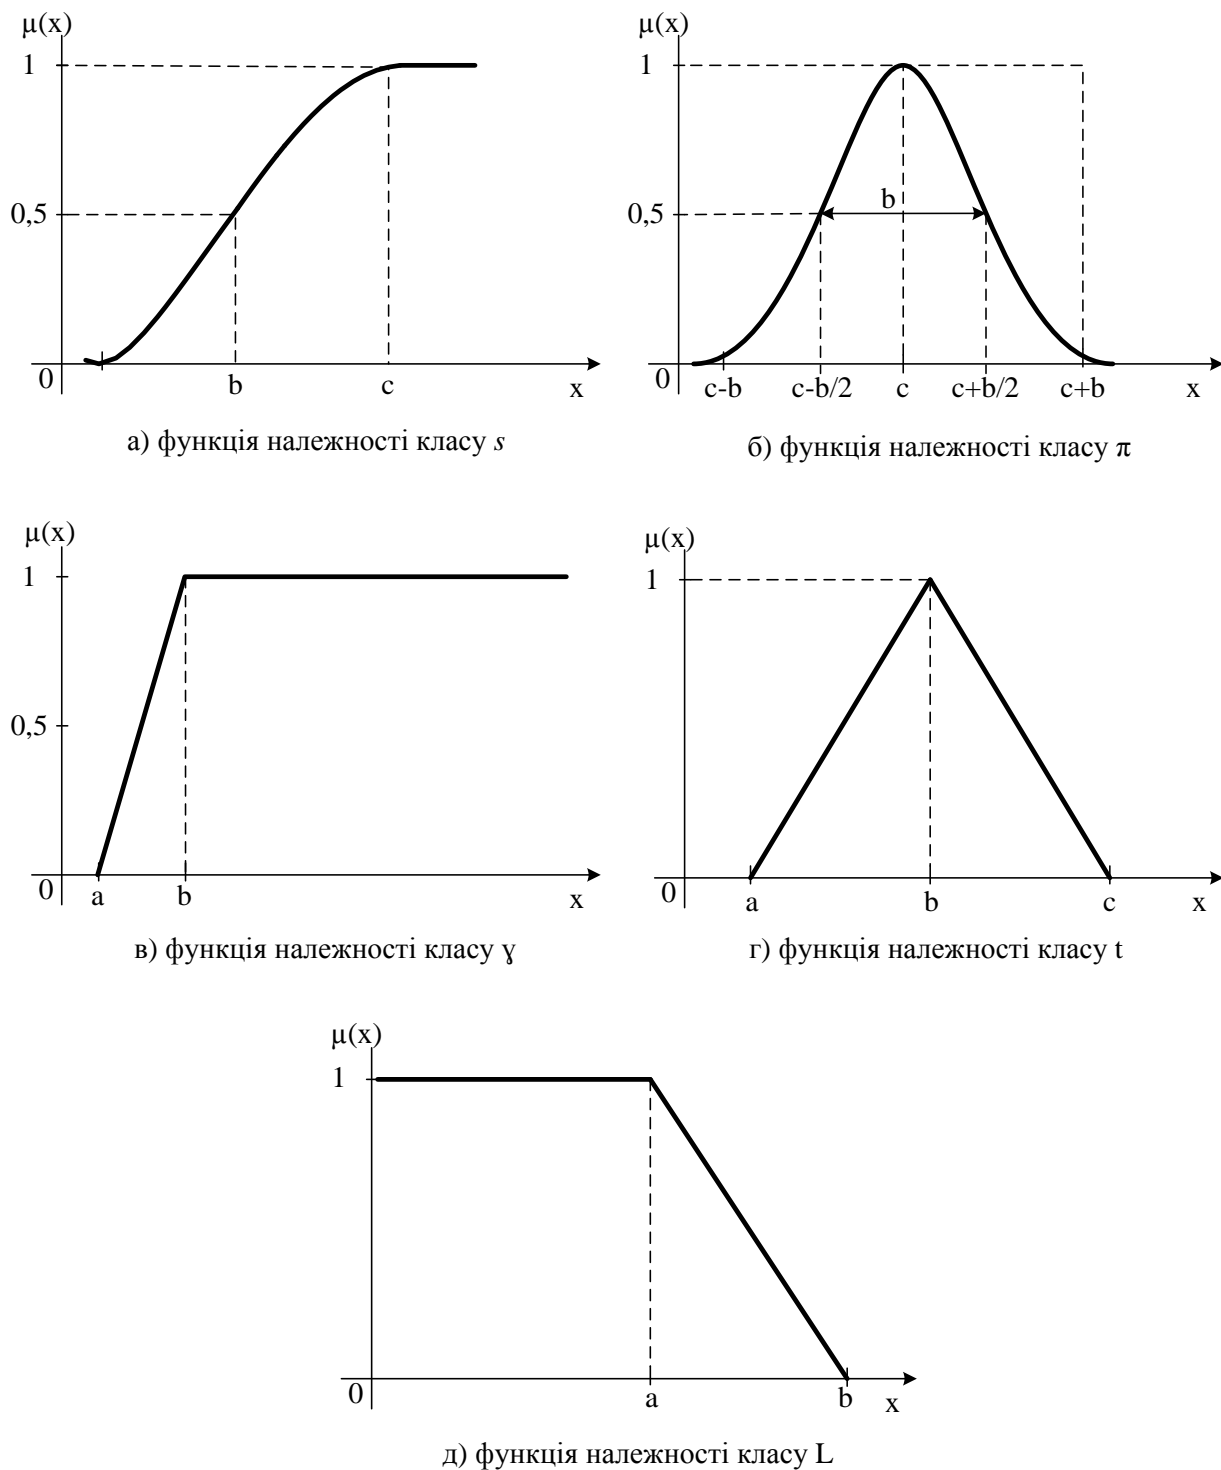 μ(x)
1
0,5
0
b
c
x
а) функція належності класу s
μ(x)
1
0,5
b
0
c-b
c-b/2
c
c+b/2
c+b
x
б) функція належності класу π
μ(x)
1
0,5
0
a
b
x
в) функція належності класу ɣ
μ(x)
1
0
a
b
c
x
г) функція належності класу t
μ(x)
1
0
a
b
x
д) функція належності класу L